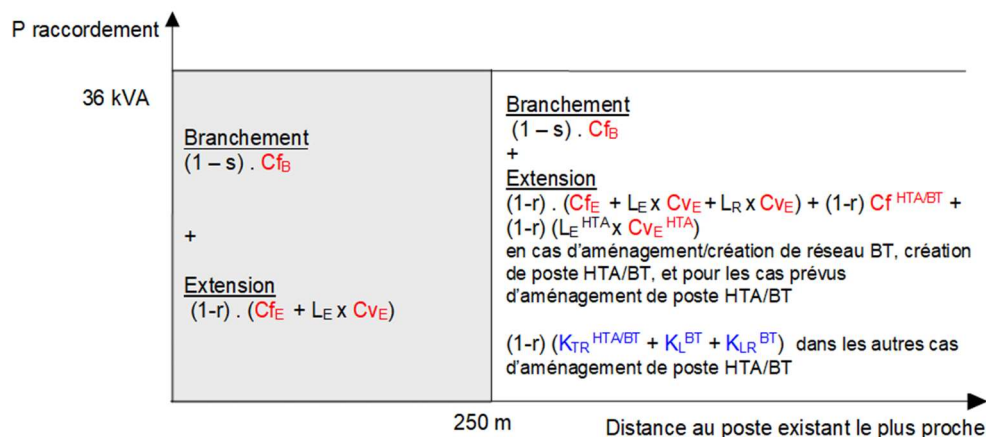 P raccordement
36 kVA
Branchement
(1 – s) . CfB
+
Extension
(1-r) . (CfE + LE x CvE)
Branchement
(1 – s) . CfB
+
Extension
(1-r) . (CfE + LE x CvE + LR x CvE) + (1-r) Cf HTA/BT +
(1-r) (LE HTA x CvE HTA)
en cas d'aménagement/création de réseau BT, création
de poste HTA/BT, et pour les cas prévus
d'aménagement de poste HTA/BT
(1-r) (KTR HTA/BT + KL BT + KLR BT) dans les autres cas
d'aménagement de poste HTA/BT
250 m
Distance au poste existant le plus proche